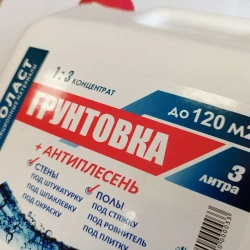 ОЛАСТ
1:3 КОНЦЕНТРАТ
ГРУНТОВКА
ДО 120 М2
+АНТИПЛЕСЕНЬ
3
ЛИТРА
✓ СТЕНЫ
ПОД ШТУКАТУРКУ
ПОД ШПАКЛЕВКУ
ПОД ОКРАСКУ
✓ ПОЛЫ
ПОД СТЯЖКУ
ПОД РОВНИТЕЛЬ
ПОД ПЛИТКУ